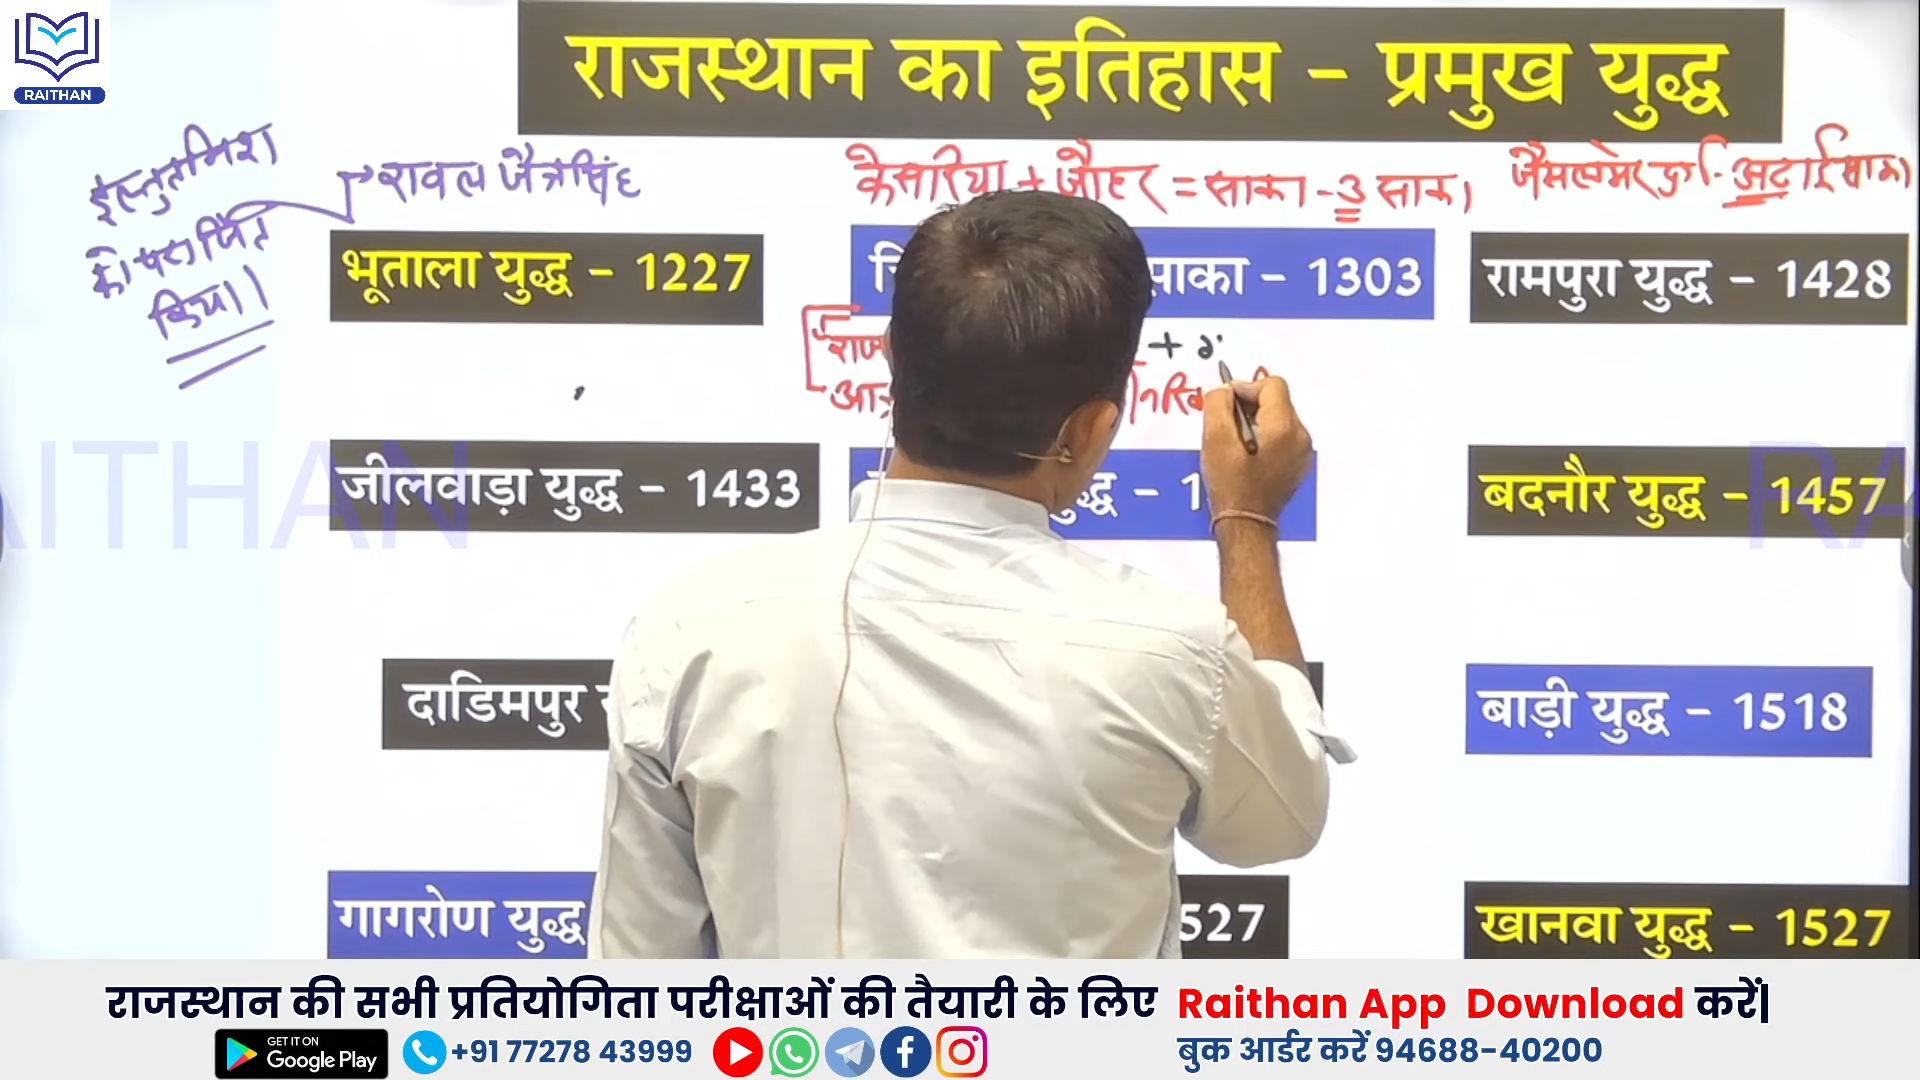 RAITHAN
राजस्थान का इतिहास - प्रमुख युद्ध
इल्तुतमिश
को पराजित
किया।
रावल जैत्रसिंह
केसरिया + जौहर = साका - 3 साका
जैसलमेर दुर्ग - अढाई साका
भूताला युद्ध - 1227
साका - 1303
रामपुरा युद्ध - 1428
जीलवाड़ा युद्ध - 1433
बदनौर युद्ध - 1457
दाडिमपुर
बाड़ी युद्ध - 1518
गागरोण युद्ध
527
खानवा युद्ध - 1527
राजस्थान की सभी प्रतियोगिता परीक्षाओं की तैयारी के लिए Raithan App Download करें|
GET IT ON
Google Play
+91 77278 43999
बुक आर्डर करें 94688-40200